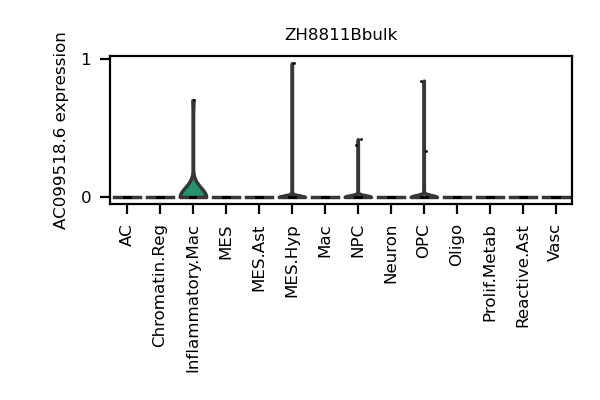 ZH8811Bbulk
AC099518.6 expression
1
0
AC
Chromatin.Reg
Inflammatory.Mac
MES
MES.Ast
MES.Hyp
Mac
NPC
Neuron
OPC
Oligo
Prolif.Metab
Reactive.Ast
Vasc